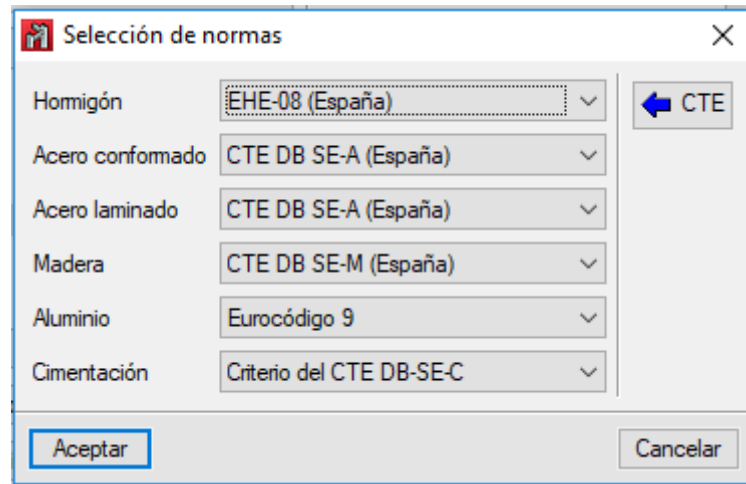 Selección de normas
Hormigón EHE-08 (España) CTE
Acero conformado CTE DB SE-A (España)
Acero laminado CTE DB SE-A (España)
Madera CTE DB SE-M (España)
Aluminio Eurocódigo 9
Cimentación Criterio del CTE DB-SE-C
Aceptar Cancelar